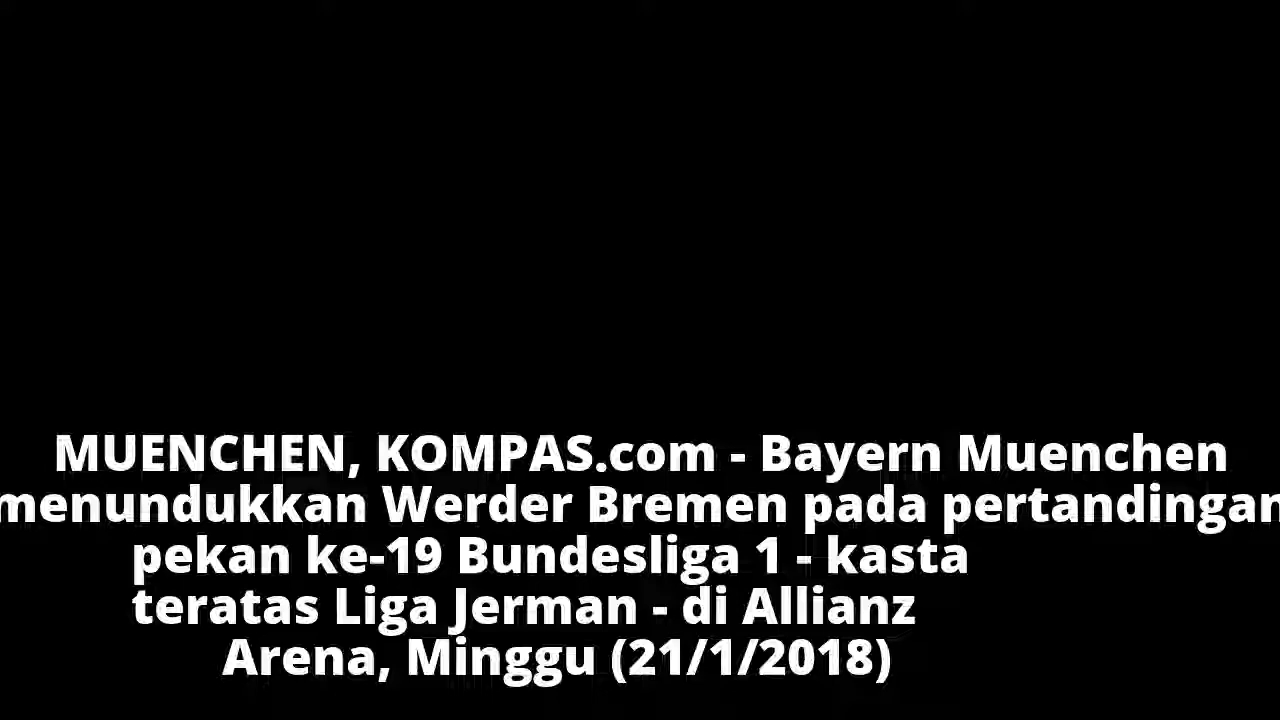 MUENCHEN, KOMPAS.com - Bayern Muenchen
menundukkan Werder Bremen pada pertandingan
pekan ke-19 Bundesliga 1 - kasta
teratas Liga Jerman - di Allianz
Arena, Minggu (21/1/2018)